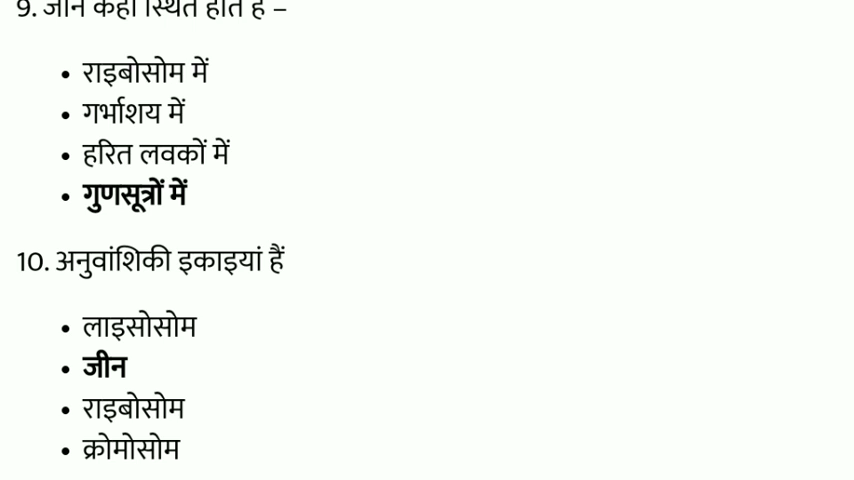 9. जीन कहां स्थित होते हैं –
• राइबोसोम में
• गर्भाशय में
• हरित लवकों में
• गुणसूत्रों में
10. अनुवांशिकी इकाइयां हैं
• लाइसोसोम
• जीन
• राइबोसोम
• क्रोमोसोम